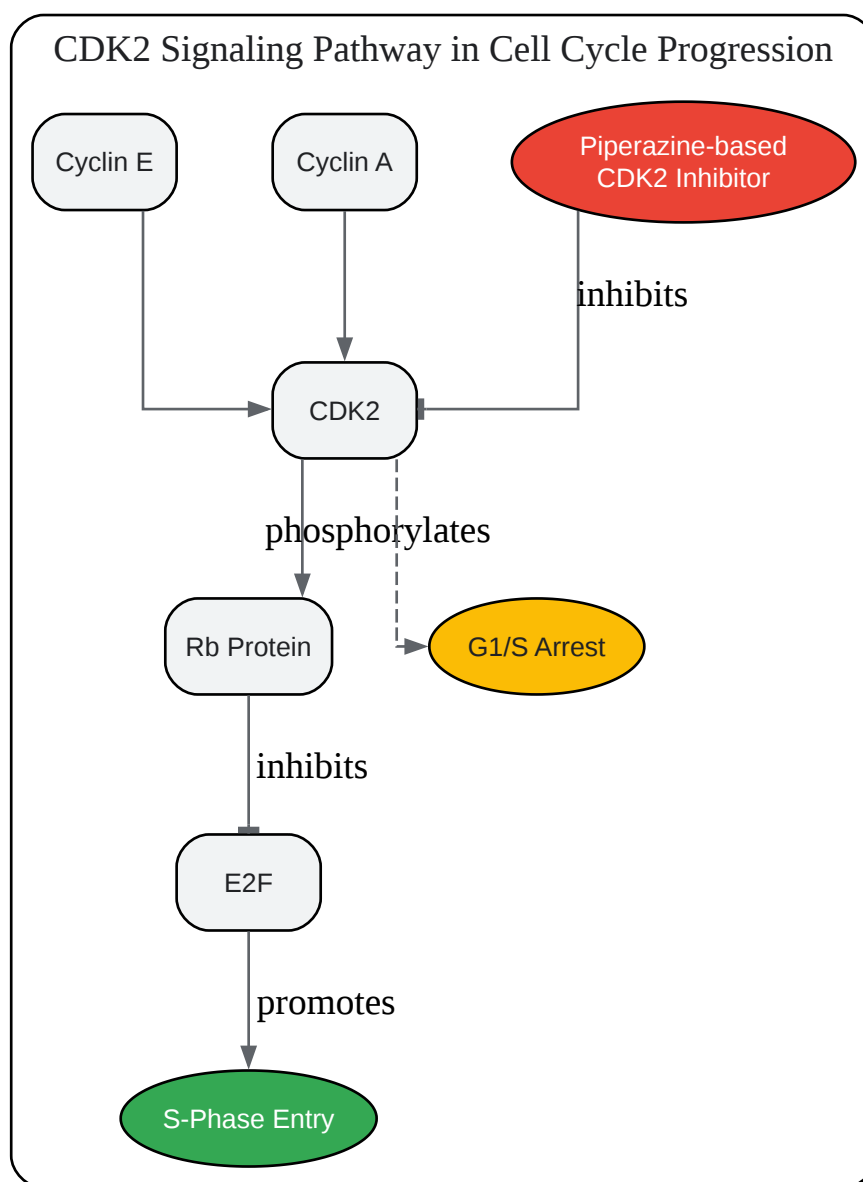 CDK2 Signaling Pathway in Cell Cycle Progression
Cyclin E
Cyclin A
Piperazine-based
CDK2 Inhibitor
inhibits
CDK2
phosphorylates
Rb Protein
G1/S Arrest
inhibits
E2F
promotes
S-Phase Entry